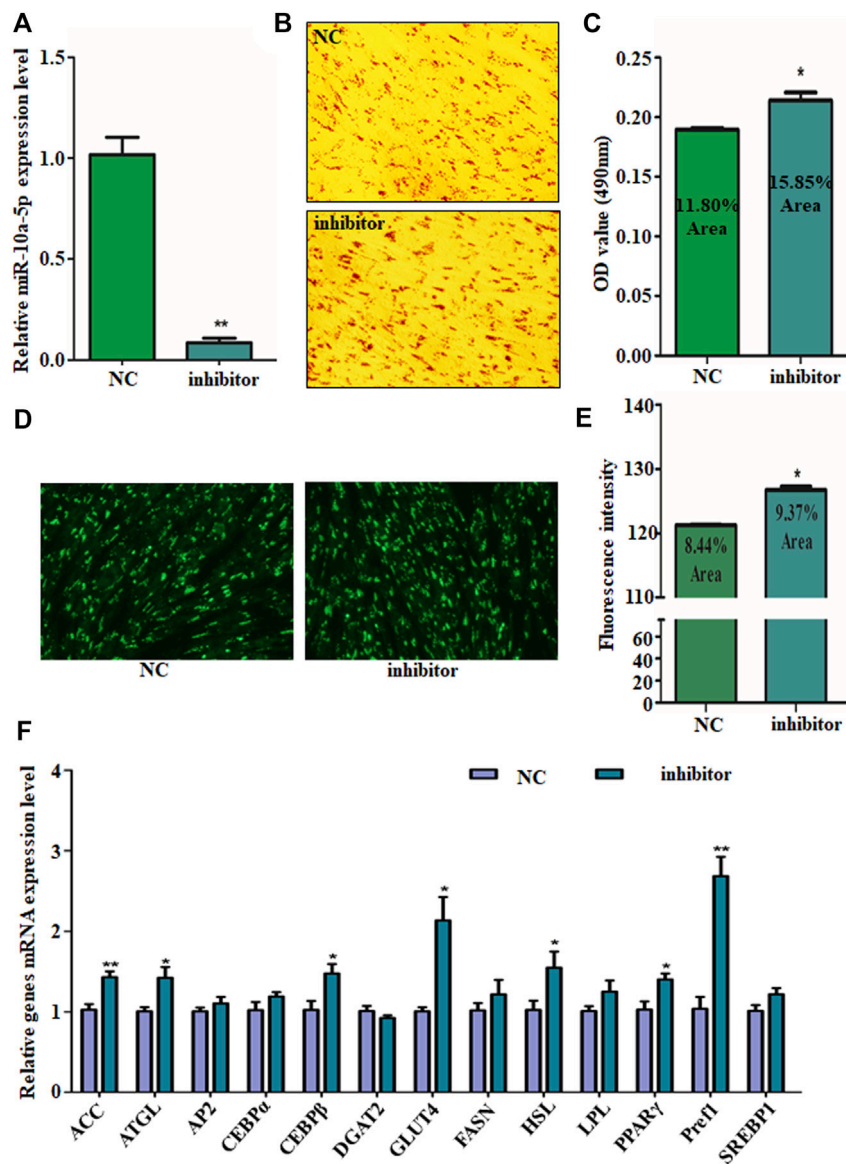 A
Relative miR-10a-5p expression level
1.5
1.0
0.5
0.0
**
NC
inhibitor
B
NC
inhibitor
C
OD value (490nm)
0.25
0.20
0.15
0.10
0.05
0.00
*
11.80%
Area
15.85%
Area
NC
inhibitor
D
NC
inhibitor
E
Fluorescence intensity
140
130
120
110
60
40
20
0
*
8.44%
Area
9.37%
Area
NC
inhibitor
F
Relative genes mRNA expression level
4
3
2
1
0
NC
inhibitor
**
*
*
*
*
*
**
ACC
ATGL
AP2
CEBPα
CEBPβ
DGAT2
GLUT4
FASN
HSL
LPL
PPARγ
Pref1
SREBP1